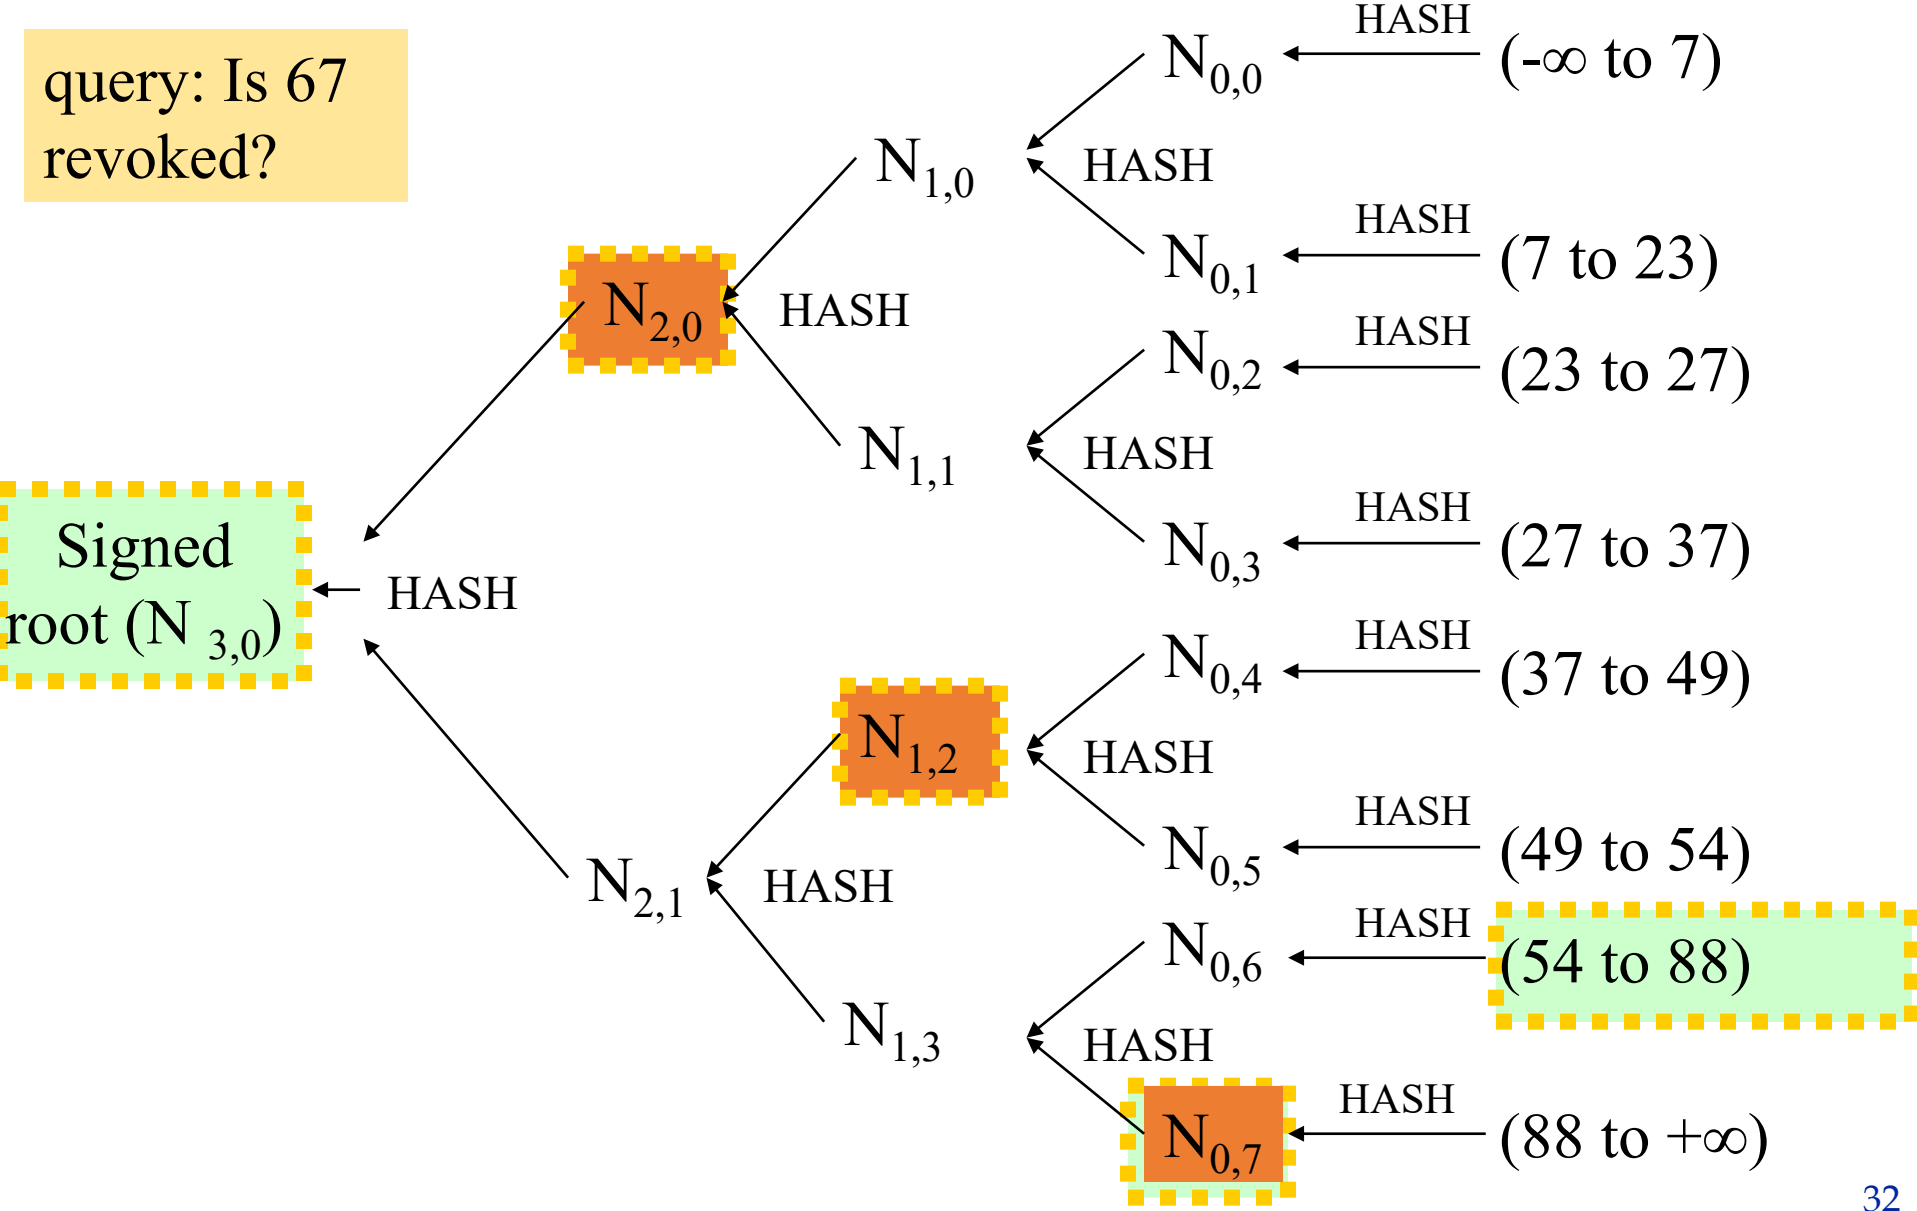 query: Is 67
revoked?
HASH
N0,0
(-∞ to 7)
N1,0
HASH
HASH
N0,1
(7 to 23)
N2,0
HASH
HASH
N0,2
(23 to 27)
N1,1
HASH
HASH
N0,3
(27 to 37)
Signed
root (N 3,0)
HASH
HASH
N0,4
(37 to 49)
N1,2
HASH
HASH
N0,5
(49 to 54)
N2,1
HASH
HASH
N0,6
(54 to 88)
N1,3
HASH
HASH
N0,7
(88 to +∞)
32